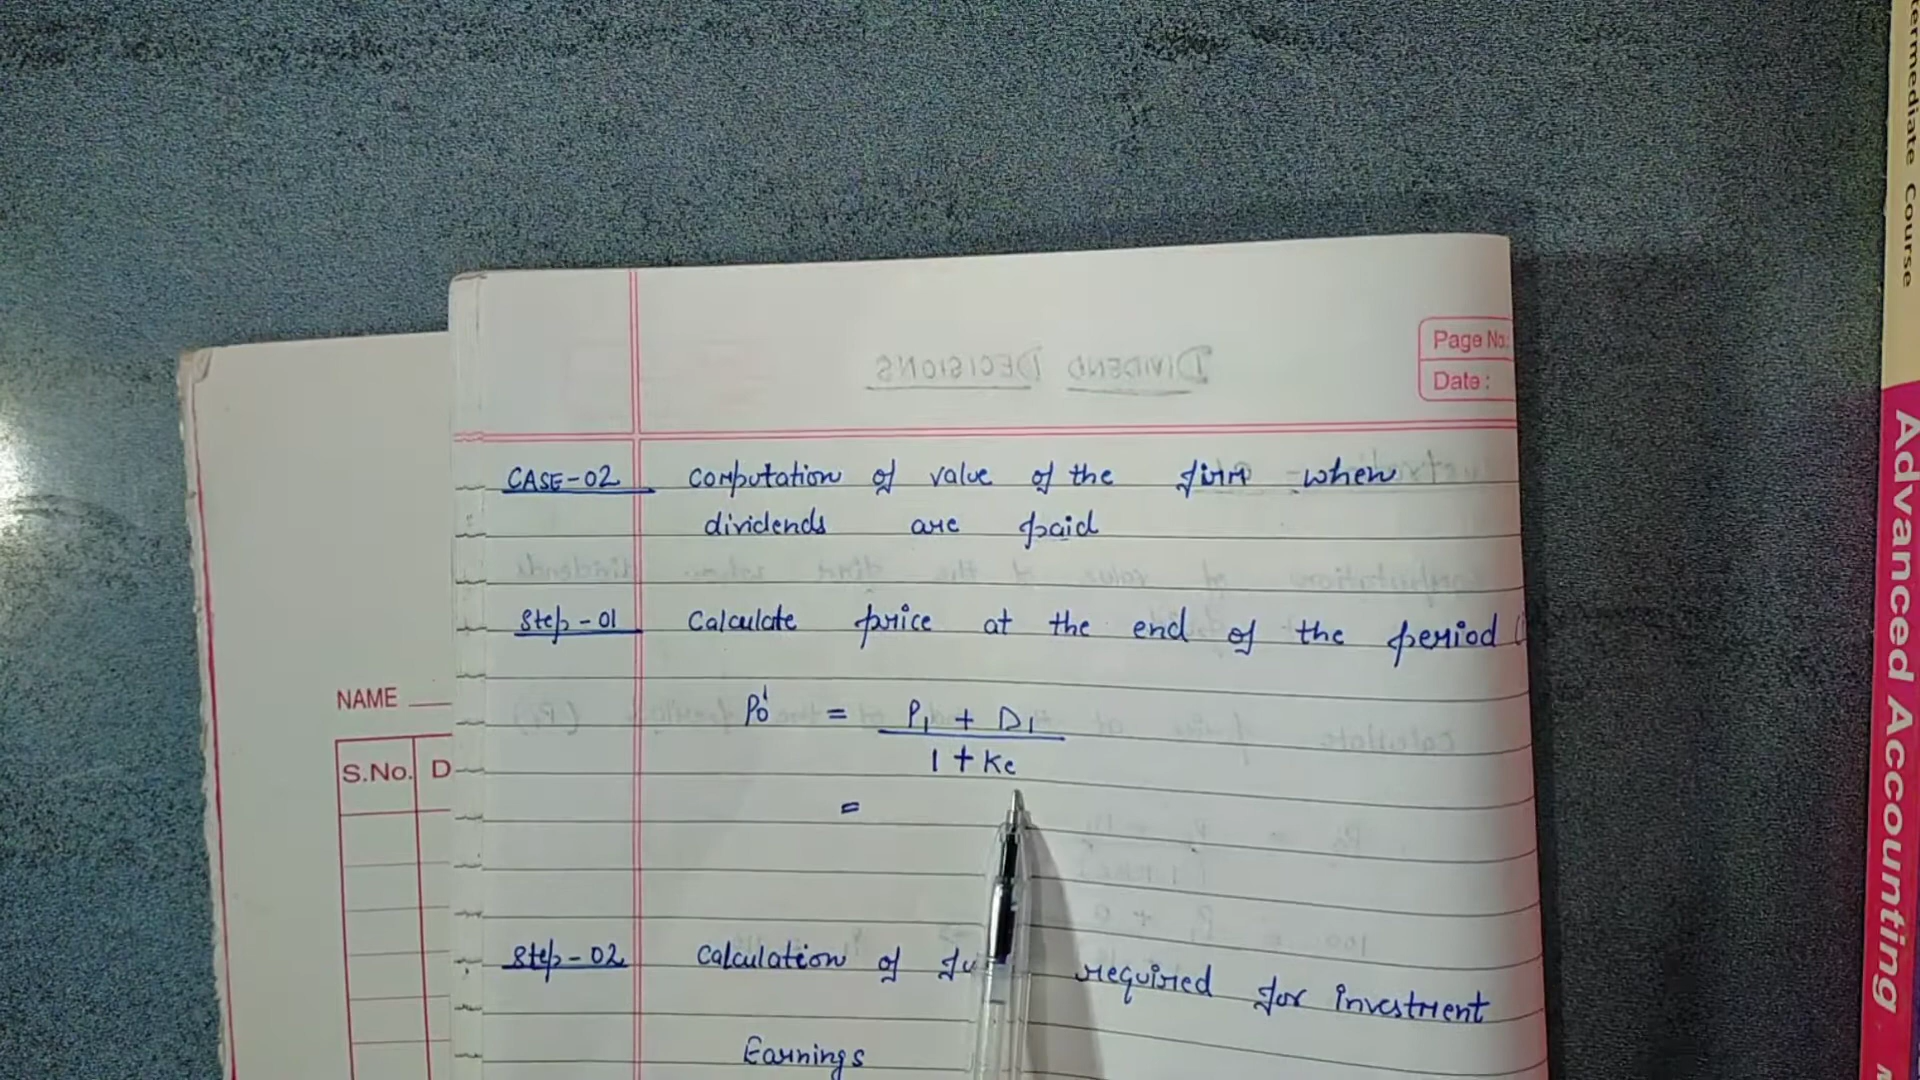 DIVIDEND DECISIONS
Page No:
Date:
CASE-02 Computation of value of the firm when
dividends are paid
Step-01 Calculate price at the end of the period
P0' = P1 + D1
1 + Ke
=
Step-02 Calculation of required for investment
Earnings
NAME
S.No. D
termediate Course
Advanced Accounting